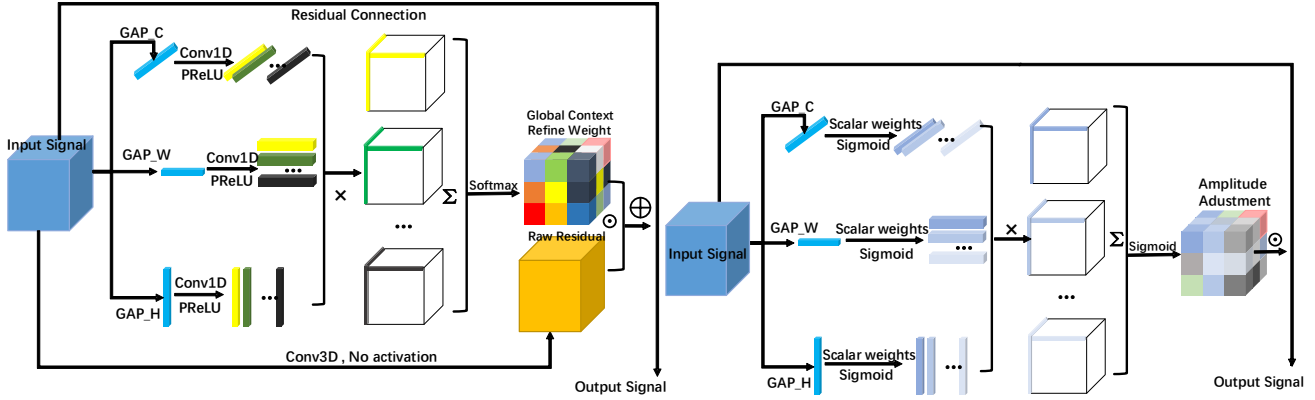 Residual Connection
GAP_C
Conv1D
PReLU
...
Input Signal
GAP_W
Conv1D
PReLU
...
×
Σ
Softmax
...
Global Context
Refine Weight
⊙
⊕
Raw Residual
GAP_H
Conv1D
PReLU
...
Conv3D , No activation
Output Signal
GAP_C
Scalar weights
Sigmoid
...
Input Signal
GAP_W
Scalar weights
Sigmoid
...
×
Σ
Sigmoid
...
Amplitude
Adustment
⊙
GAP_H
Scalar weights
Sigmoid
...
Output Signal